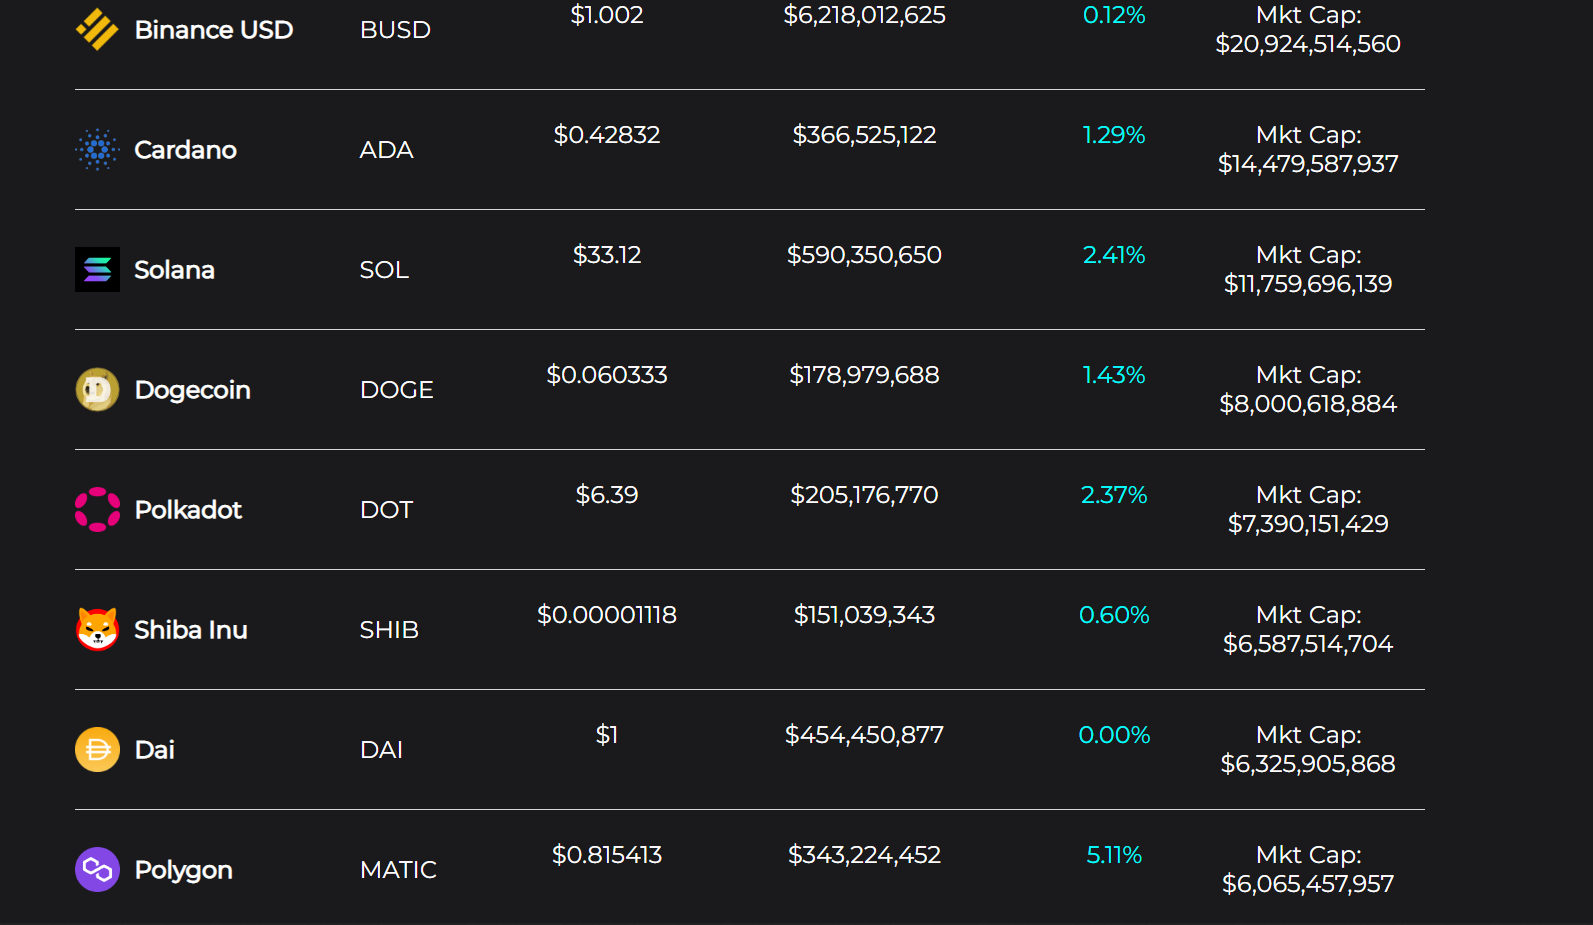 Binance USD BUSD $1.002 $6,218,012,625 0.12% Mkt Cap:
$20,924,514,560
Cardano ADA $0.42832 $366,525,122 1.29% Mkt Cap:
$14,479,587,937
Solana SOL $33.12 $590,350,650 2.41% Mkt Cap:
$11,759,696,139
Dogecoin DOGE $0.060333 $178,979,688 1.43% Mkt Cap:
$8,000,618,884
Polkadot DOT $6.39 $205,176,770 2.37% Mkt Cap:
$7,390,151,429
Shiba Inu SHIB $0.00001118 $151,039,343 0.60% Mkt Cap:
$6,587,514,704
Dai DAI $1 $454,450,877 0.00% Mkt Cap:
$6,325,905,868
Polygon MATIC $0.815413 $343,224,452 5.11% Mkt Cap:
$6,065,457,957